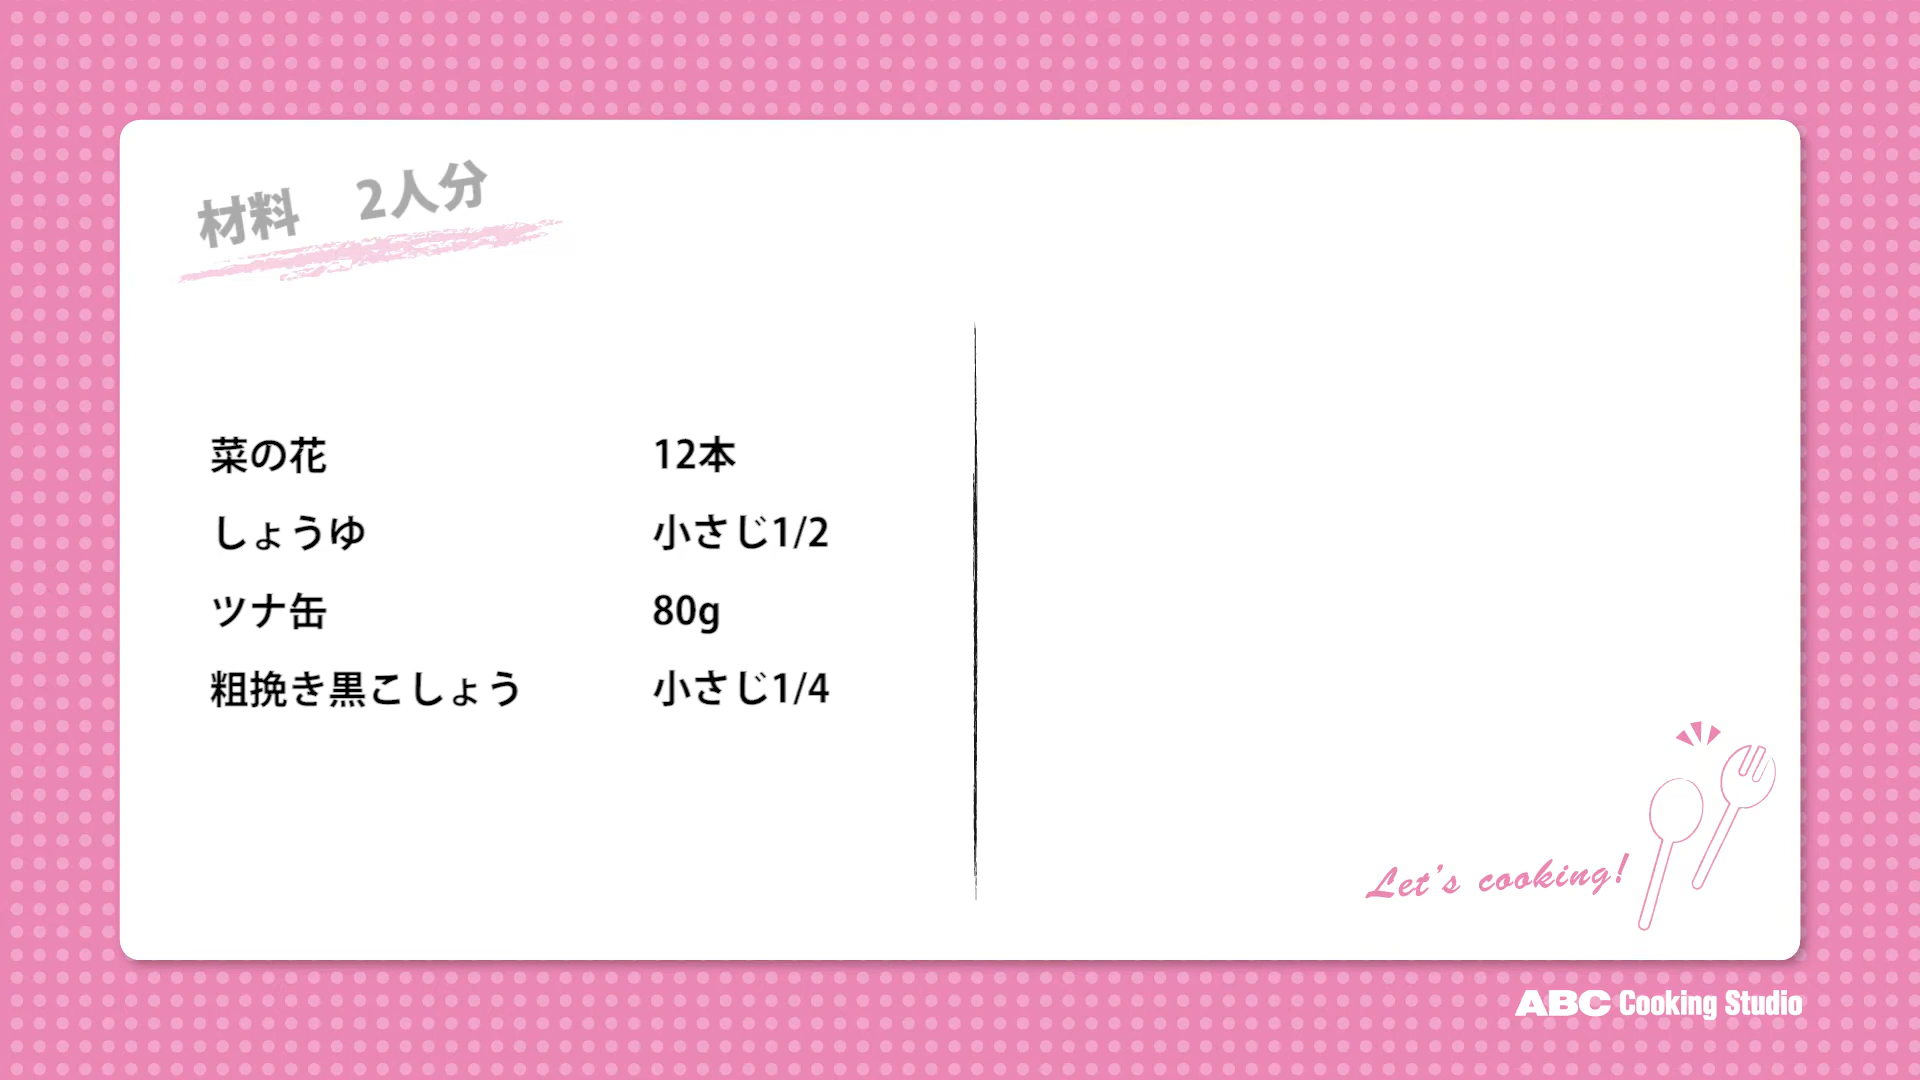 材料　2人分
菜の花 12本
しょうゆ 小さじ1/2
ツナ缶 80g
粗挽き黒こしょう 小さじ1/4
Let's cooking!
ABC Cooking Studio